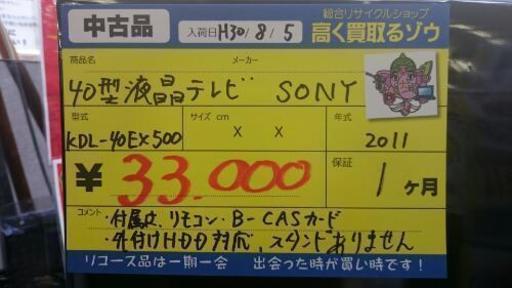 中古品
入荷日 H30/8/5
総合リサイクルショップ
高く買取るゾウ
商品名
メーカー
40型液晶テレビ SONY
型式
サイズ cm
年式
KDL-40EX500
X X
2011
¥33.000
保証
1ヶ月
コメント
・付属品、リモコン・B-CASカード
・外付けHDD対応、スタンドありません
リユース品は一期一会 出会った時が買い時です!